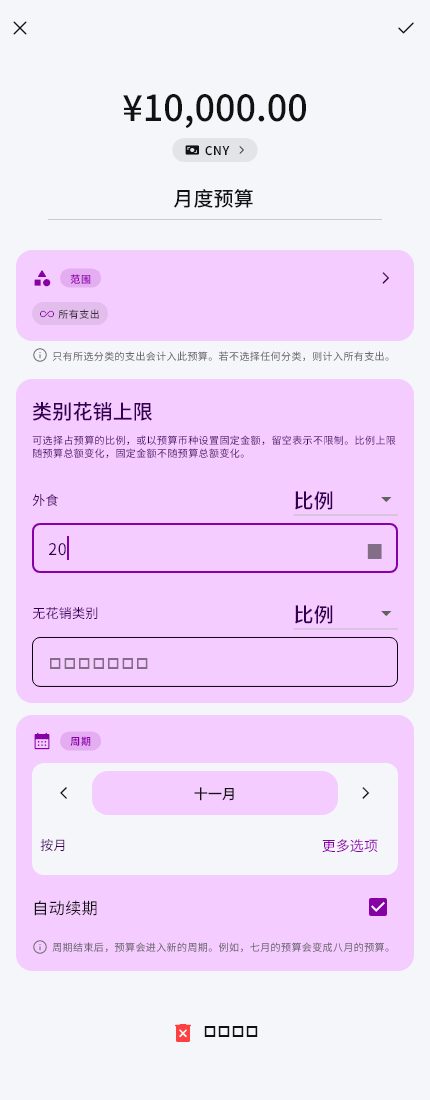 ¥10,000.00
CNY
月度预算
范围
所有支出
只有所选分类的支出会计入此预算。若不选择任何分类，则计入所有支出。
类别花销上限
可选择占预算的比例，或以预算币种设置固定金额，留空表示不限制。比例上限
随预算总额变化，固定金额不随预算总额变化。
外食
比例
20
无花销类别
比例
周期
十一月
按月
更多选项
自动续期
周期结束后，预算会进入新的周期。例如，七月的预算会变成八月的预算。